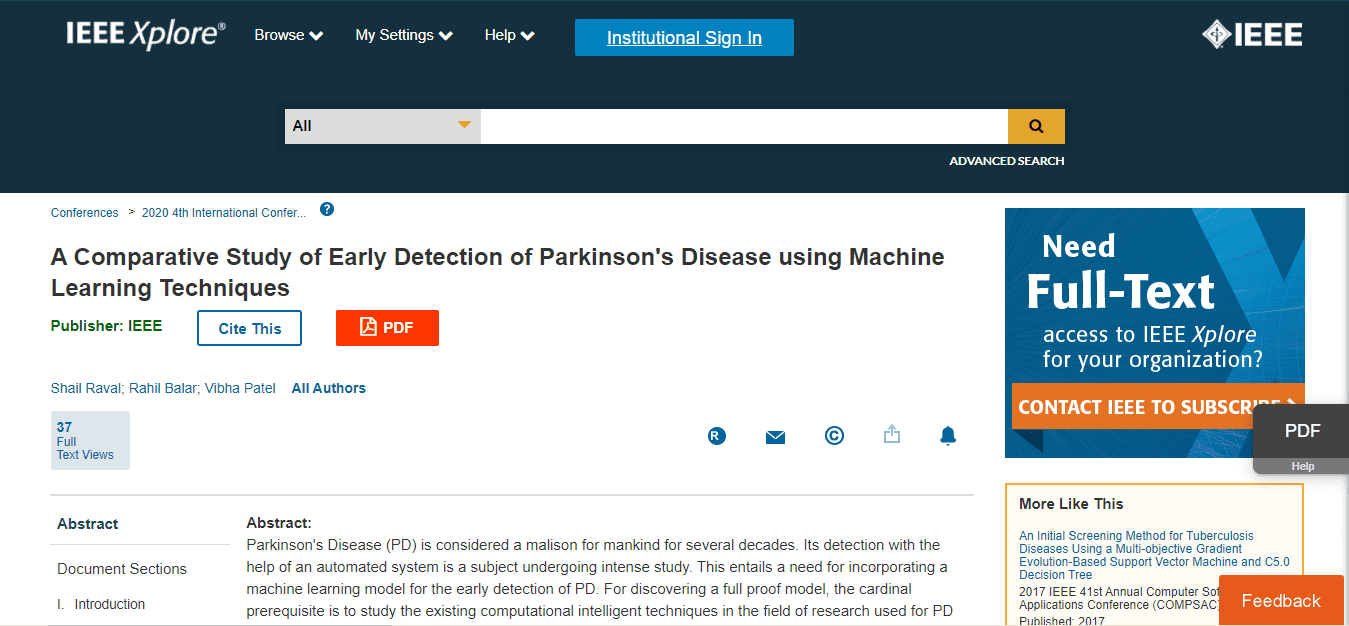 IEEE Xplore®
Browse
My Settings
Help
Institutional Sign In
IEEE
All
ADVANCED SEARCH
Conferences > 2020 4th International Confer... ?
A Comparative Study of Early Detection of Parkinson's Disease using Machine
Learning Techniques
Publisher: IEEE
Cite This
PDF
Shail Raval; Rahil Balar; Vibha Patel All Authors
37
Full
Text Views
R
©
Abstract
Document Sections
I. Introduction
Abstract:
Parkinson's Disease (PD) is considered a malison for mankind for several decades. Its detection with the
help of an automated system is a subject undergoing intense study. This entails a need for incorporating a
machine learning model for the early detection of PD. For discovering a full proof model, the cardinal
prerequisite is to study the existing computational intelligent techniques in the field of research used for PD
Need
Full-Text
access to IEEE Xplore
for your organization?
CONTACT IEEE TO SUBSCRIBE
PDF
Help
More Like This
An Initial Screening Method for Tuberculosis
Diseases Using a Multi-objective Gradient
Evolution-Based Support Vector Machine and C5.0
Decision Tree
2017 IEEE 41st Annual Computer
Applications Conference (COMPSAC)
Published: 2017
Feedback